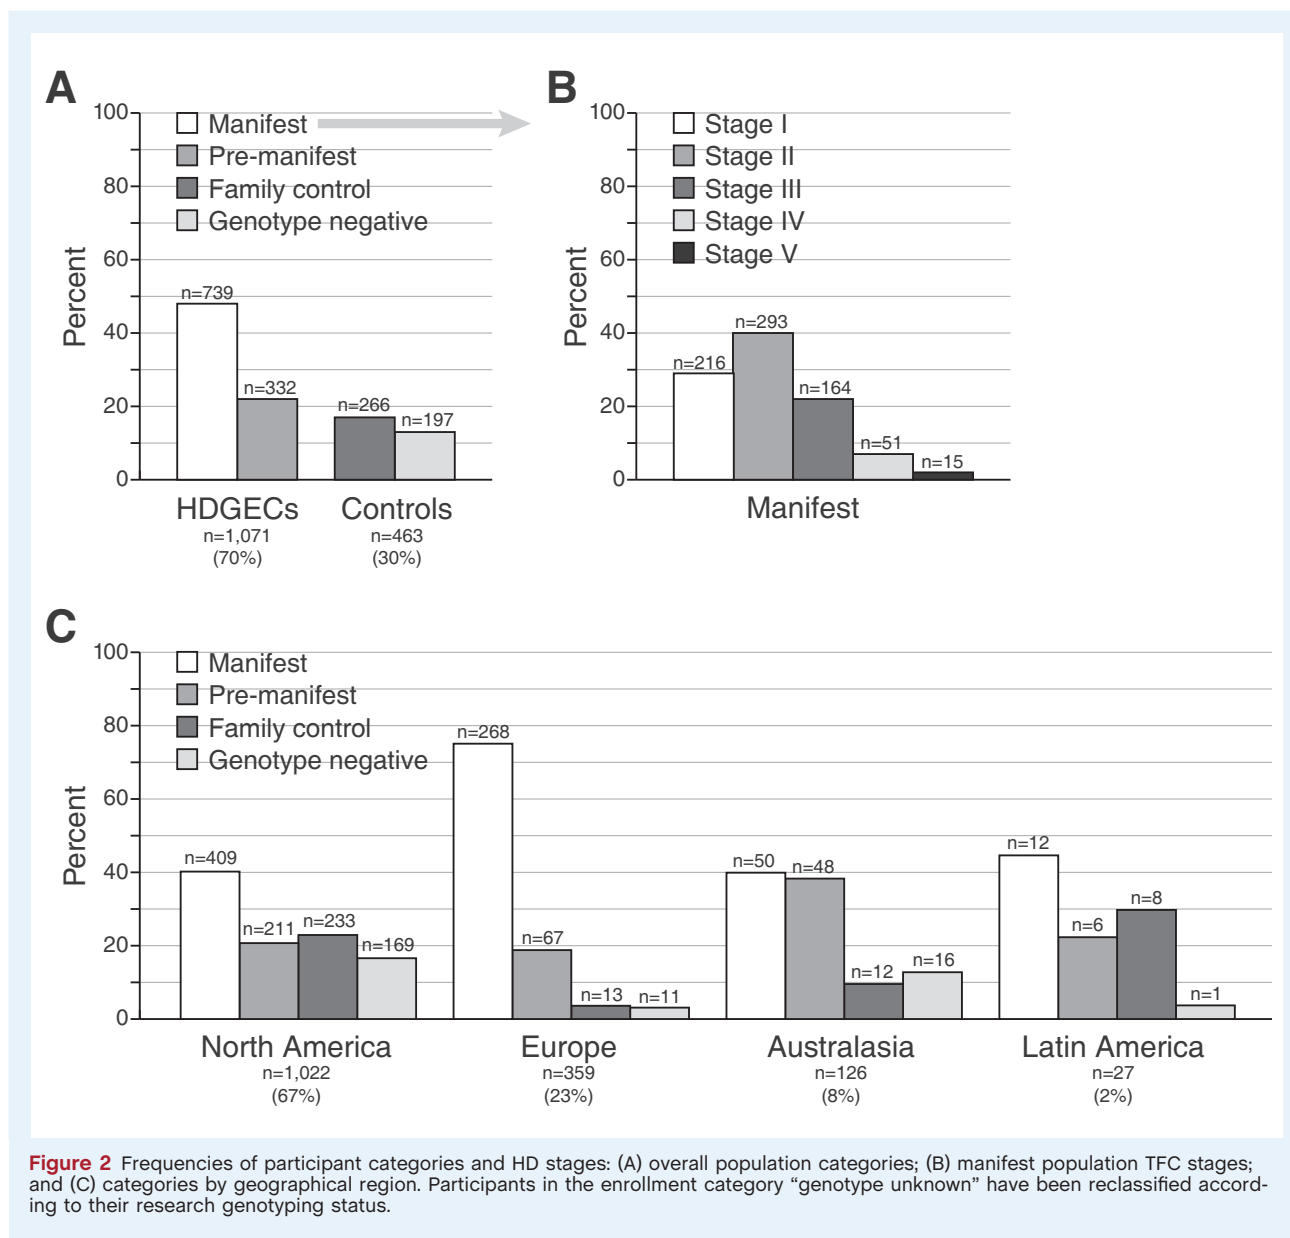 A
100
80
60
40
20
0
Percent
Manifest
Pre-manifest
Family control
Genotype negative
n=739
n=332
n=266
n=197
HDGECs
n=1,071
(70%)
Controls
n=463
(30%)
B
100
80
60
40
20
0
Percent
Stage I
Stage II
Stage III
Stage IV
Stage V
n=216
n=293
n=164
n=51
n=15
Manifest
C
100
80
60
40
20
0
Percent
Manifest
Pre-manifest
Family control
Genotype negative
n=409
n=211
n=233
n=169
n=268
n=67
n=13
n=11
n=50
n=48
n=12
n=16
n=12
n=6
n=8
n=1
North America
n=1,022
(67%)
Europe
n=359
(23%)
Australasia
n=126
(8%)
Latin America
n=27
(2%)
Figure 2 Frequencies of participant categories and HD stages: (A) overall population categories; (B) manifest population TFC stages;
and (C) categories by geographical region. Participants in the enrollment category “genotype unknown” have been reclassified accord-
ing to their research genotyping status.